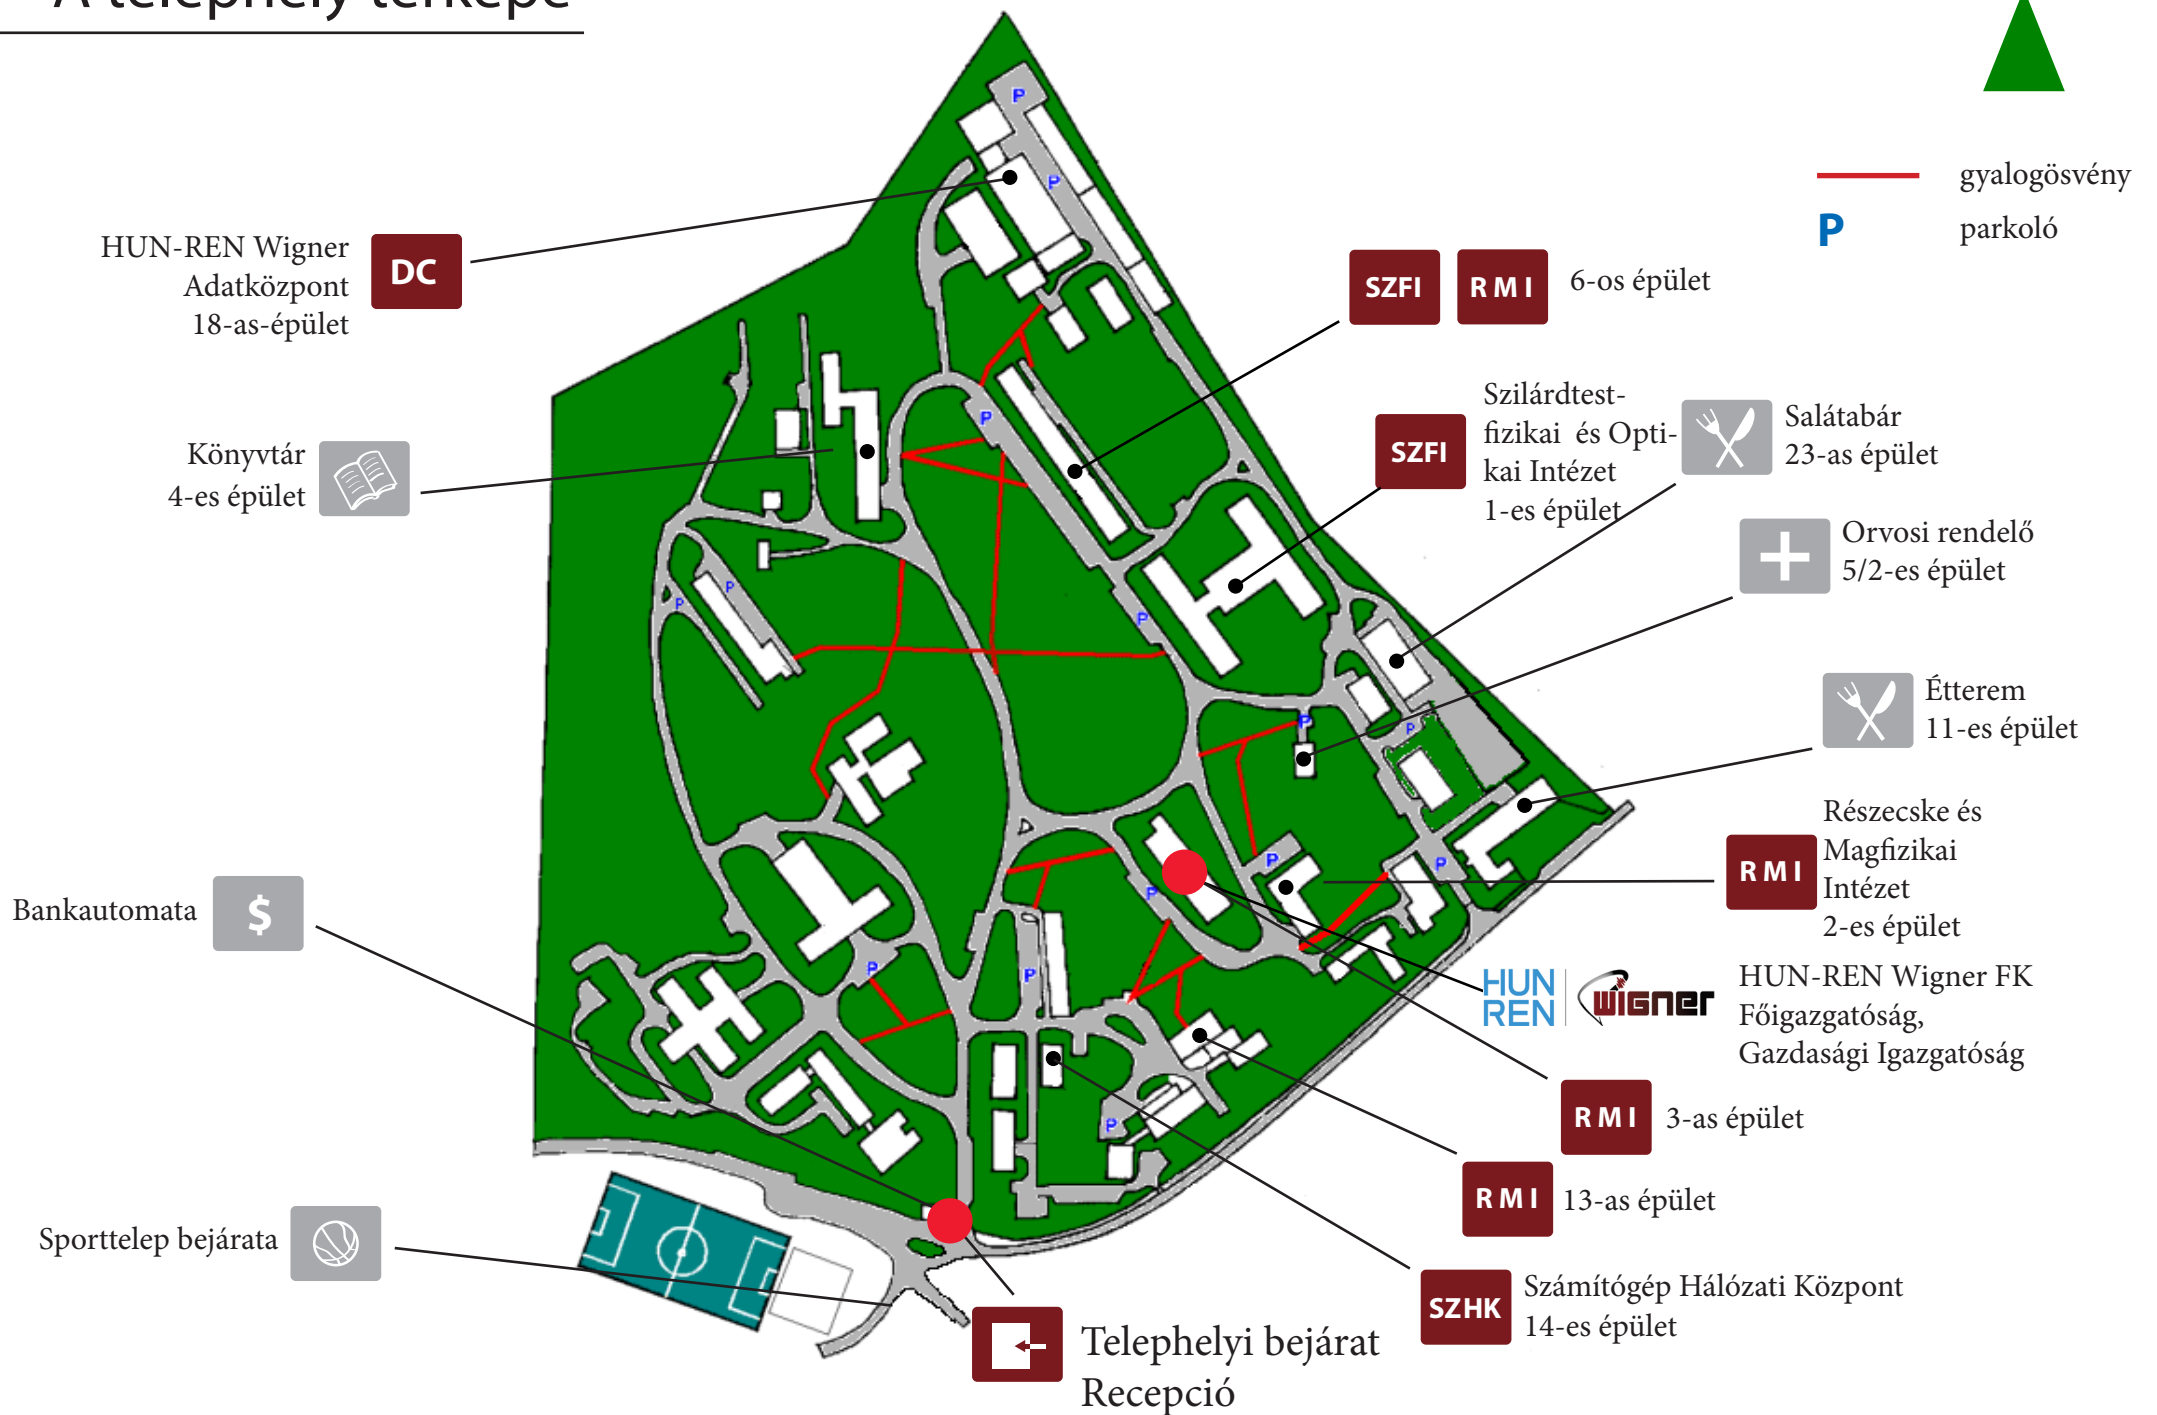 A telephely térképe
gyalogösvény
P
parkoló
HUN-REN Wigner
Adatközpont
18-as-épület
DC
SZFI
RMI
6-os épület
Könyvtár
4-es épület
SZFI
Szilárdtest-
fizikai és Opti-
kai Intézet
1-es épület
Salátabár
23-as épület
Orvosi rendelő
5/2-es épület
Étterem
11-es épület
RMI
Részecske és
Magfizikai
Intézet
2-es épület
Bankautomata
$
HUN
REN
wigner
HUN-REN Wigner FK
Főigazgatóság,
Gazdasági Igazgatóság
RMI
3-as épület
RMI
13-as épület
Sporttelep bejárata
SZHK
Számítógép Hálózati Központ
14-es épület
Telephelyi bejárat
Recepció
P
P
P
P
P
P
P
P
P
P
P
P
P
P